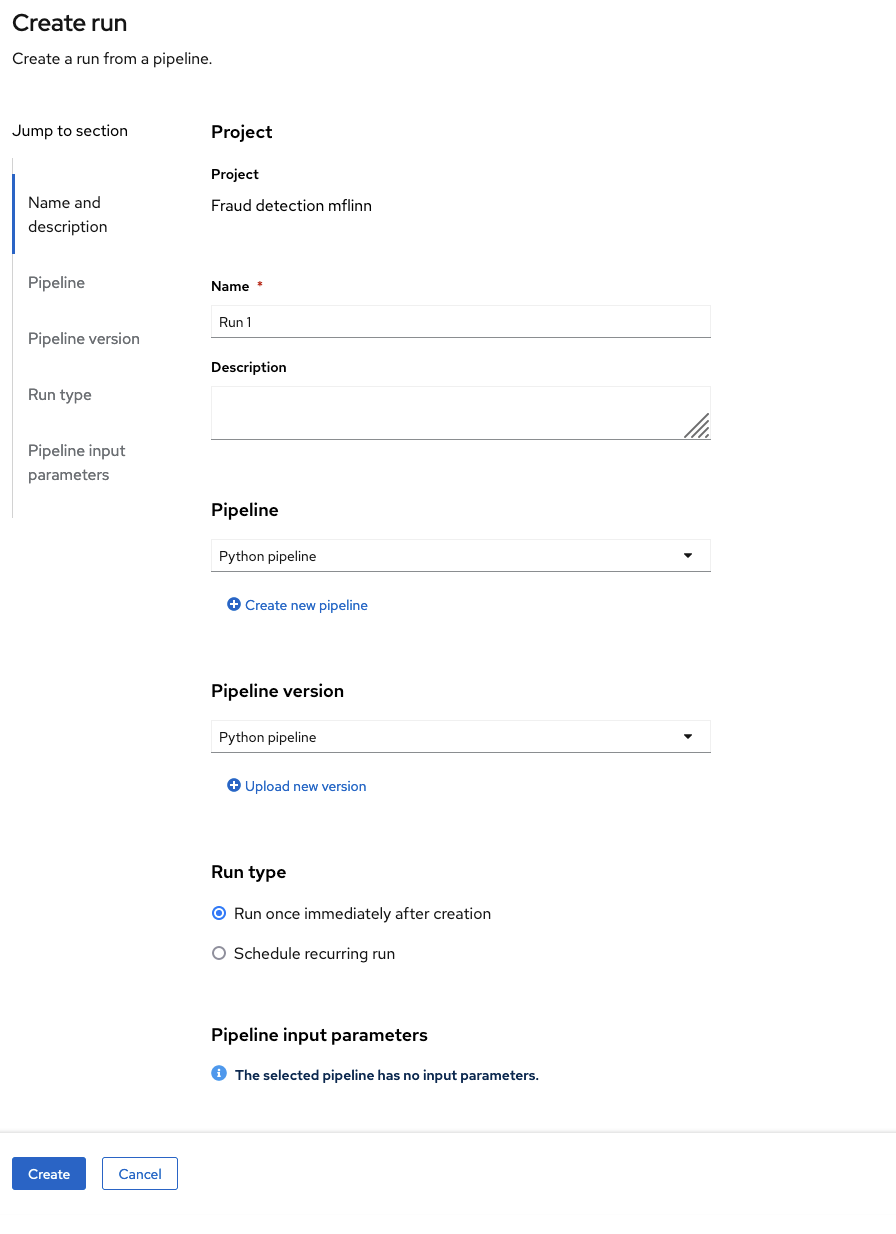 Create run
Create a run from a pipeline.
Jump to section
Name and
description
Pipeline
Pipeline version
Run type
Pipeline input
parameters
Project
Project
Fraud detection mflinn
Name *
Run 1
Description
Pipeline
Python pipeline
Create new pipeline
Pipeline version
Python pipeline
Upload new version
Run type
Run once immediately after creation
Schedule recurring run
Pipeline input parameters
The selected pipeline has no input parameters.
Create
Cancel